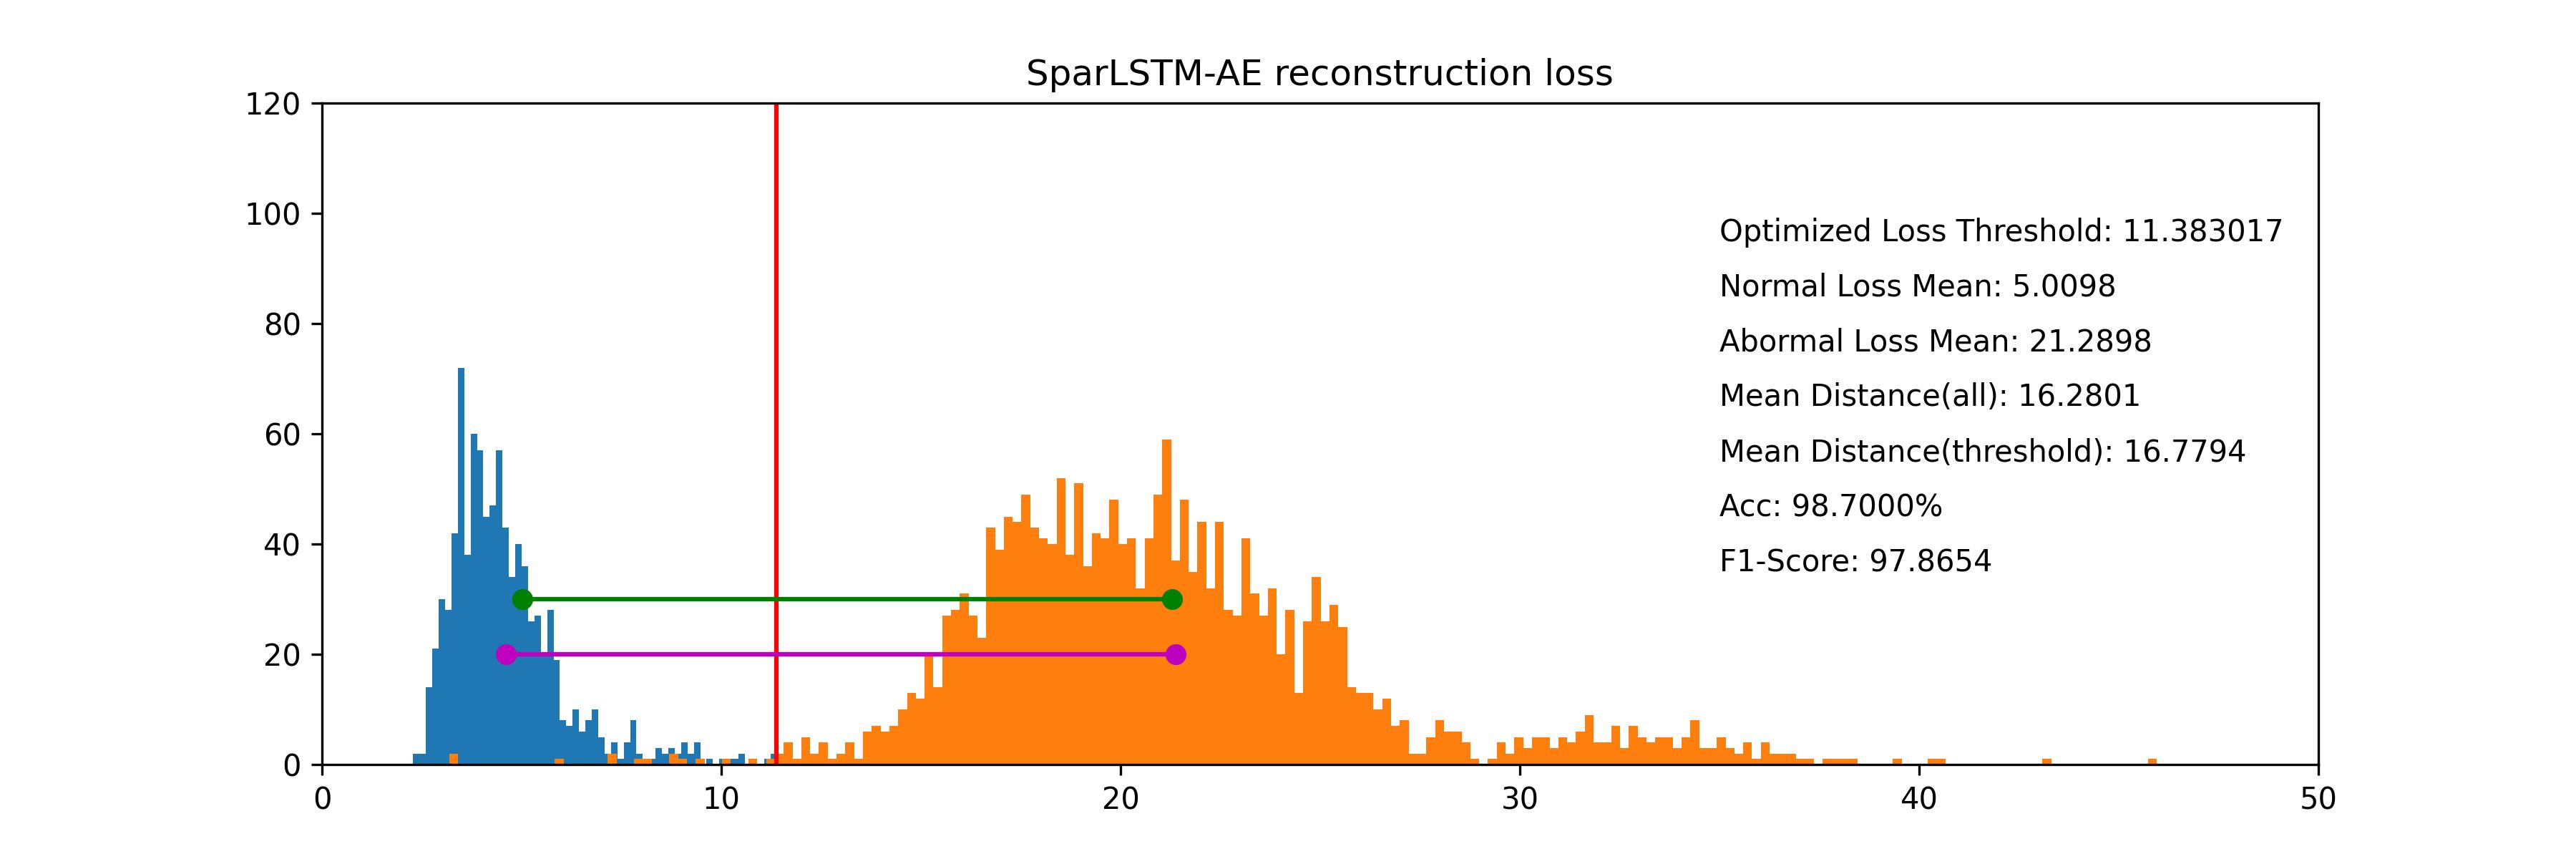 SparLSTM-AE reconstruction loss
120
100
80
60
40
20
0
Optimized Loss Threshold: 11.383017
Normal Loss Mean: 5.0098
Abormal Loss Mean: 21.2898
Mean Distance(all): 16.2801
Mean Distance(threshold): 16.7794
Acc: 98.7000%
F1-Score: 97.8654
0 10 20 30 40 50